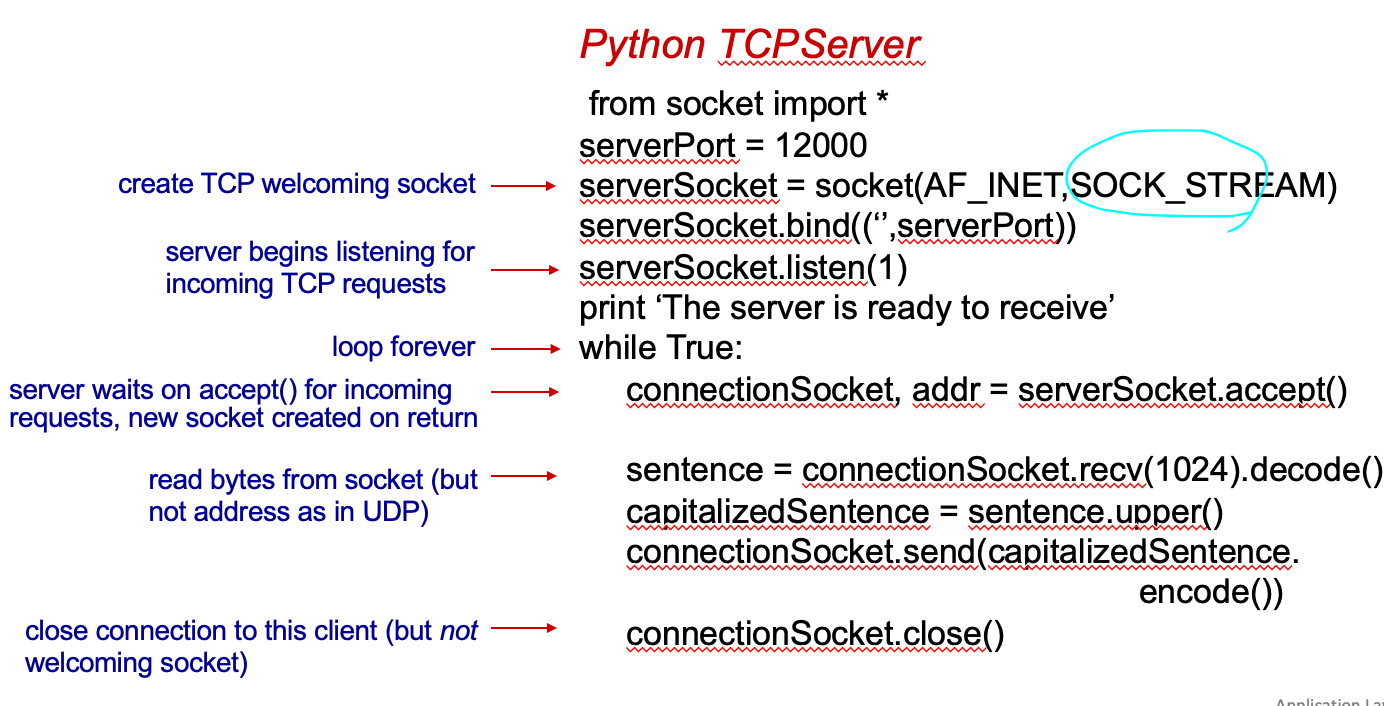 Python TCPServer
from socket import *
serverPort = 12000
create TCP welcoming socket
serverSocket = socket(AF_INET,SOCK_STREAM)
serverSocket.bind((‘’,serverPort))
server begins listening for
incoming TCP requests
serverSocket.listen(1)
print ‘The server is ready to receive’
loop forever
while True:
server waits on accept() for incoming
requests, new socket created on return
connectionSocket, addr = serverSocket.accept()
read bytes from socket (but
not address as in UDP)
sentence = connectionSocket.recv(1024).decode()
capitalizedSentence = sentence.upper()
connectionSocket.send(capitalizedSentence.
encode())
close connection to this client (but not
welcoming socket)
connectionSocket.close()
Application